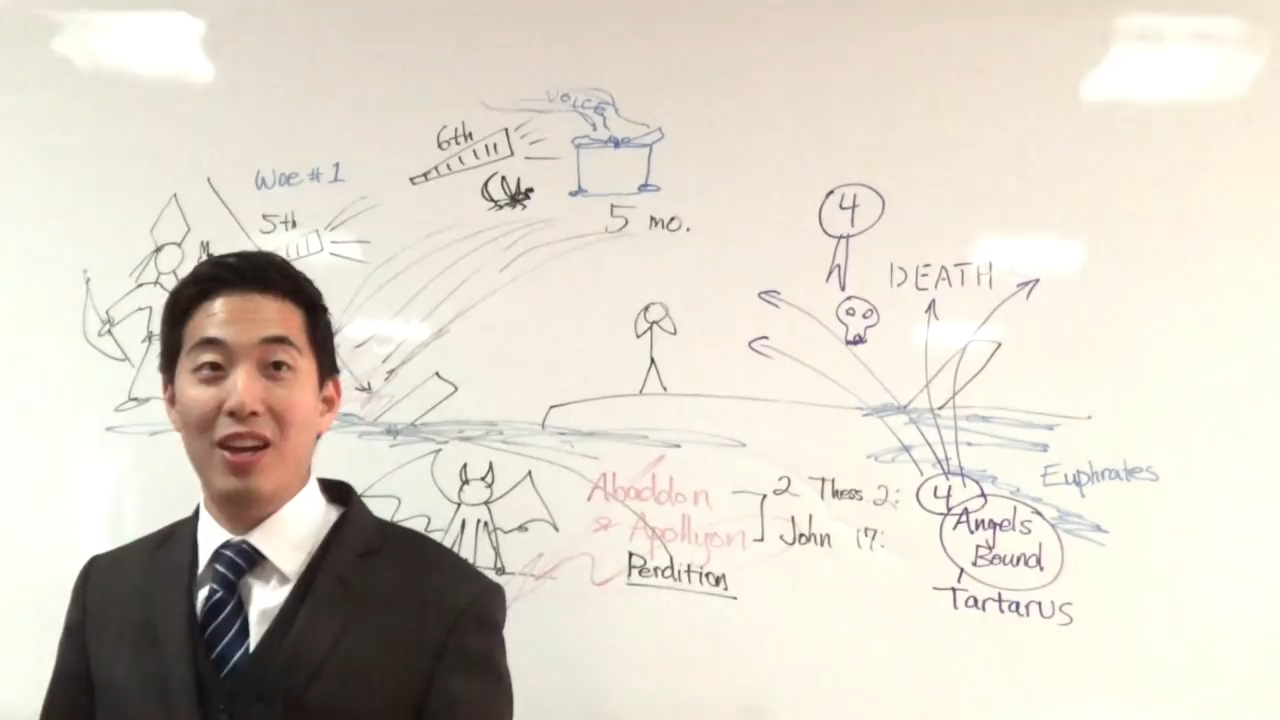 VOICE
6th
Woe #1
5th
M
5 mo.
4
DEATH
Euphrates
Abaddon
2 Thess 2:
4
& Apollyon
John 17:
Angels
Bound
Perdition
Tartarus